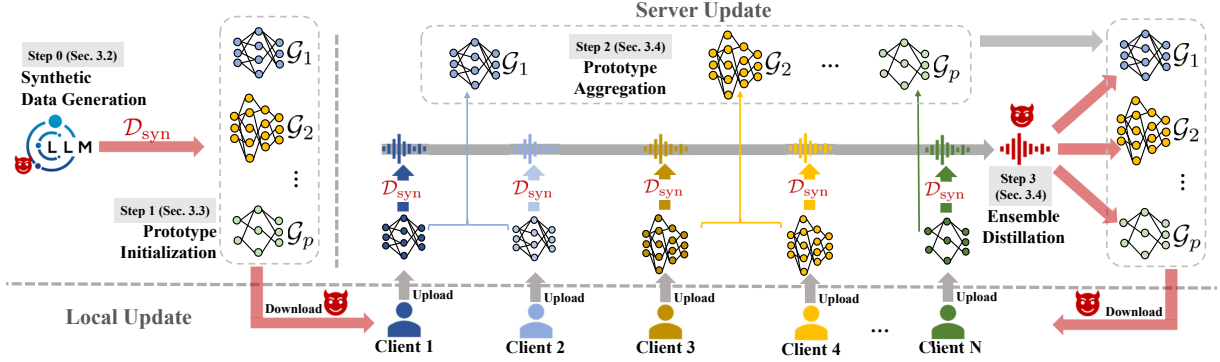 Server Update
Step 0 (Sec. 3.2)
Synthetic
Data Generation
LLM
𝒟syn
𝒢1
𝒢2
...
𝒢p
Step 1 (Sec. 3.3)
Prototype
Initialization
𝒢1
Step 2 (Sec. 3.4)
Prototype
Aggregation
𝒢2
...
𝒢p
𝒟syn
𝒟syn
𝒟syn
𝒟syn
𝒟syn
Step 3
(Sec. 3.4)
Ensemble
Distillation
𝒢1
𝒢2
...
𝒢p
Download
Upload
Upload
Upload
Upload
Upload
Download
Local Update
Client 1
Client 2
Client 3
Client 4
...
Client N